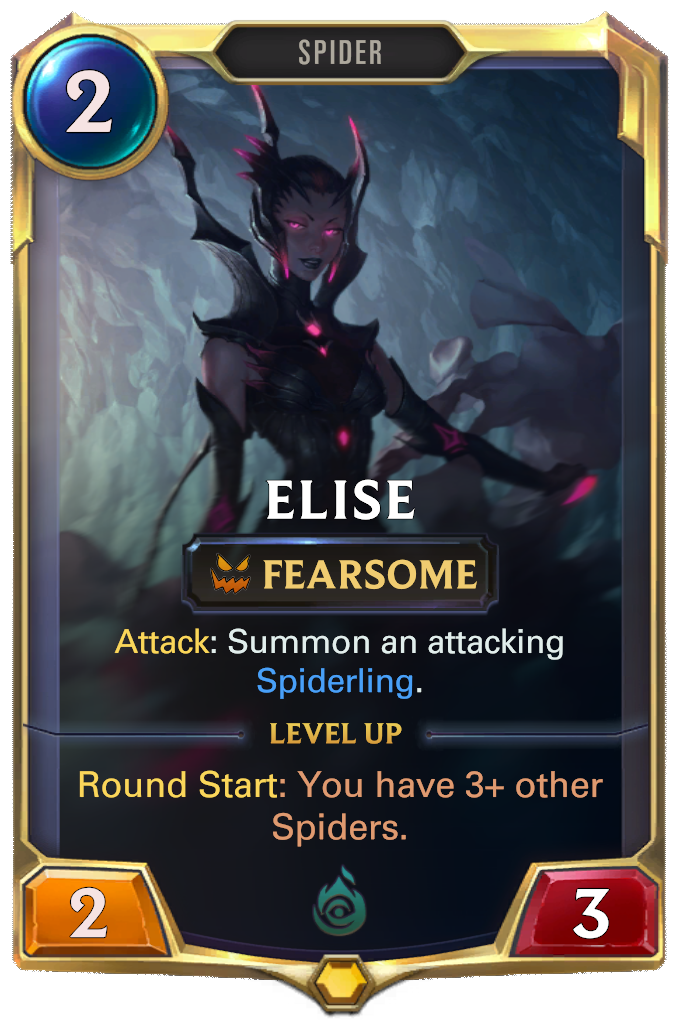 SPIDER
2
ELISE
FEARSOME
Attack: Summon an attacking
Spiderling.
LEVEL UP
Round Start: You have 3+ other
Spiders.
2
3